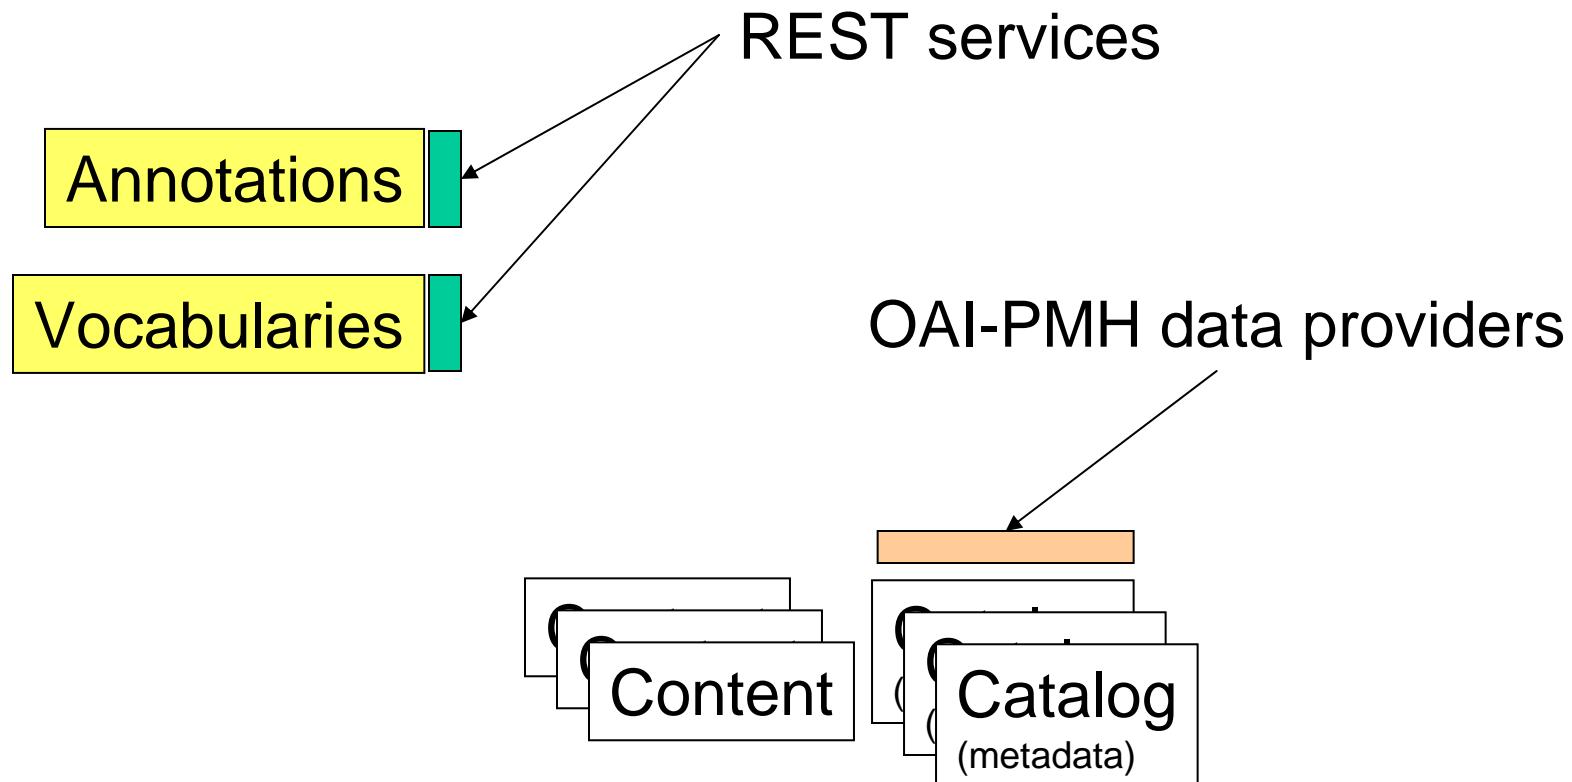 REST services
Annotations
Vocabularies
OAI-PMH data providers
Content
Catalog
(metadata)